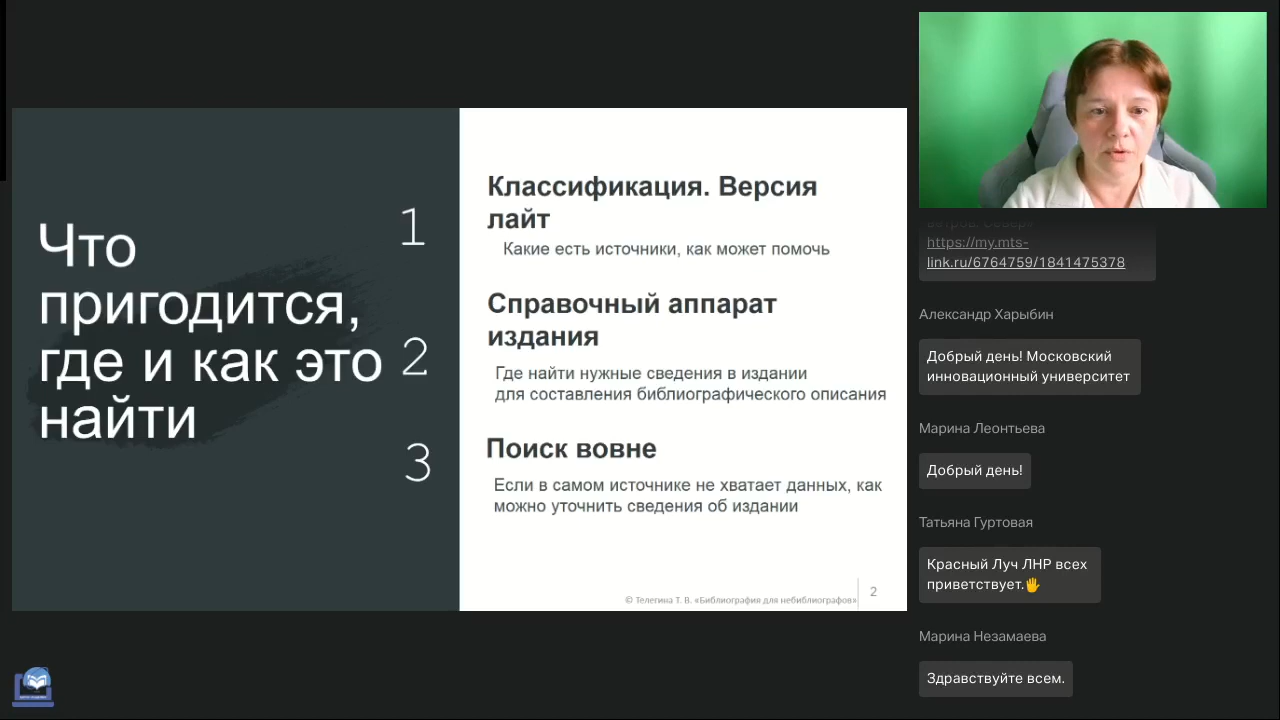 Что
пригодится,
где и как это
найти
1
Классификация. Версия
лайт
Какие есть источники, как может помочь
2
Справочный аппарат
издания
Где найти нужные сведения в издании
для составления библиографического описания
3
Поиск вовне
Если в самом источнике не хватает данных, как
можно уточнить сведения об издании
© Телегина Т. В. «Библиография для небиблиографов»
2
https://my.mts-
link.ru/6764759/1841475378
Александр Харыбин
Добрый день! Московский
инновационный университет
Марина Леонтьева
Добрый день!
Татьяна Гуртовая
Красный Луч ЛНР всех
приветствует.🖐
Марина Незамаева
Здравствуйте всем.